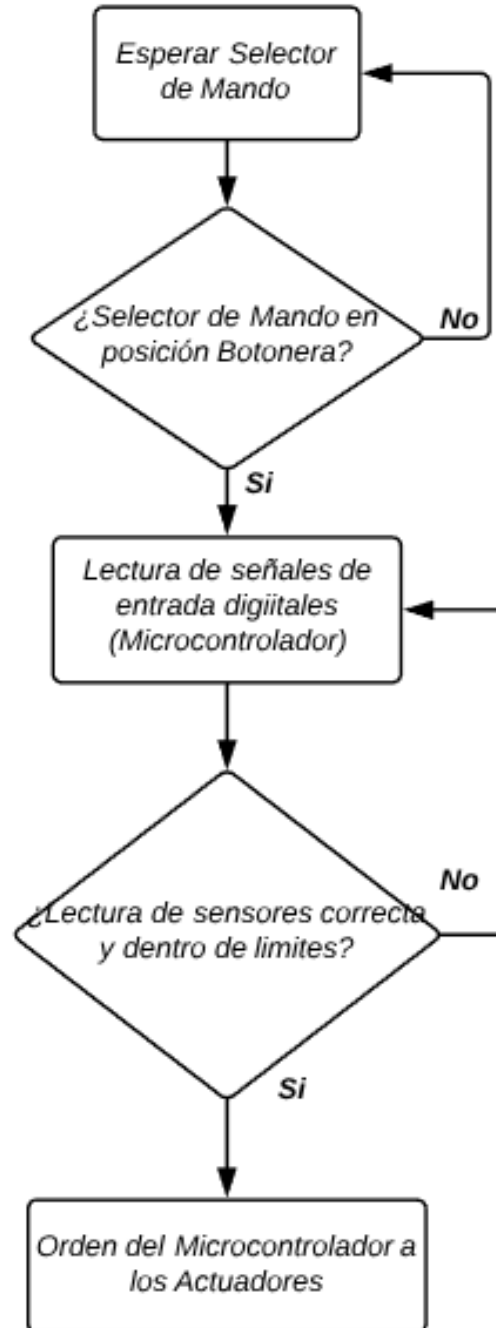 Esperar Selector
de Mando
¿Selector de Mando en
posición Botonera?
No
Si
Lectura de señales de
entrada digiitales
(Microcontrolador)
¿Lectura de sensores correcta
y dentro de limites?
No
Si
Orden del Microcontrolador a
los Actuadores